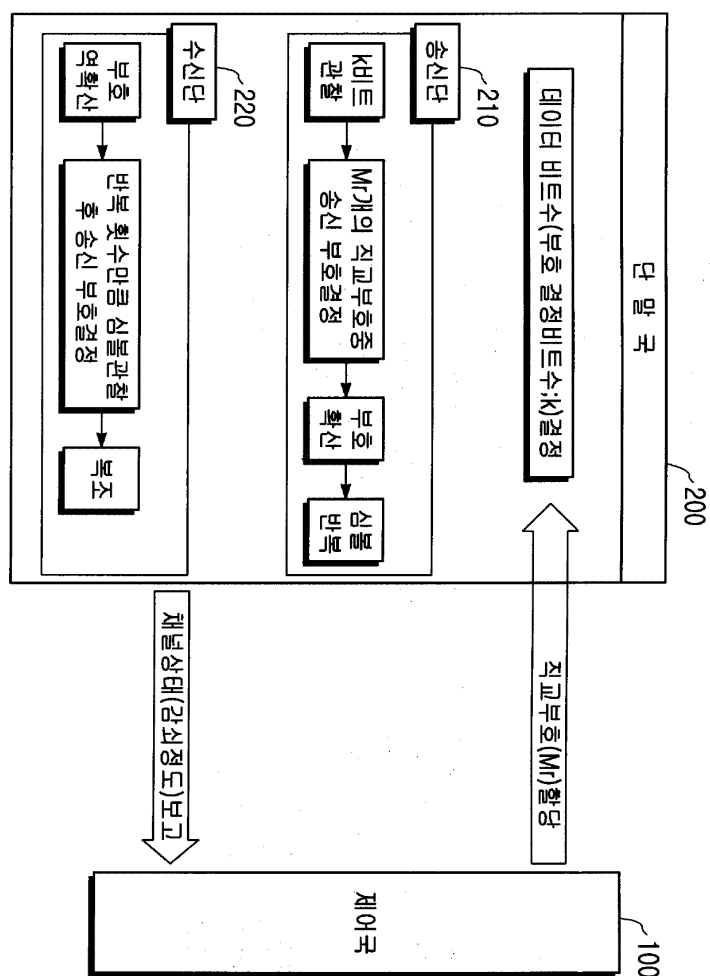 단말국
200
데이터 비트수(부호 결정비트수;k)결정
송신단
210
k비트
관찰
Mr개의 직교부호중
송신 부호결정
부호
확산
심볼
반복
수신단
220
부호
역확산
반복 횟수만큼 심볼관찰
후 송신 부호결정
복조
직교부호(Mr)할당
채널상태(감쇠정도)보고
제어국
100